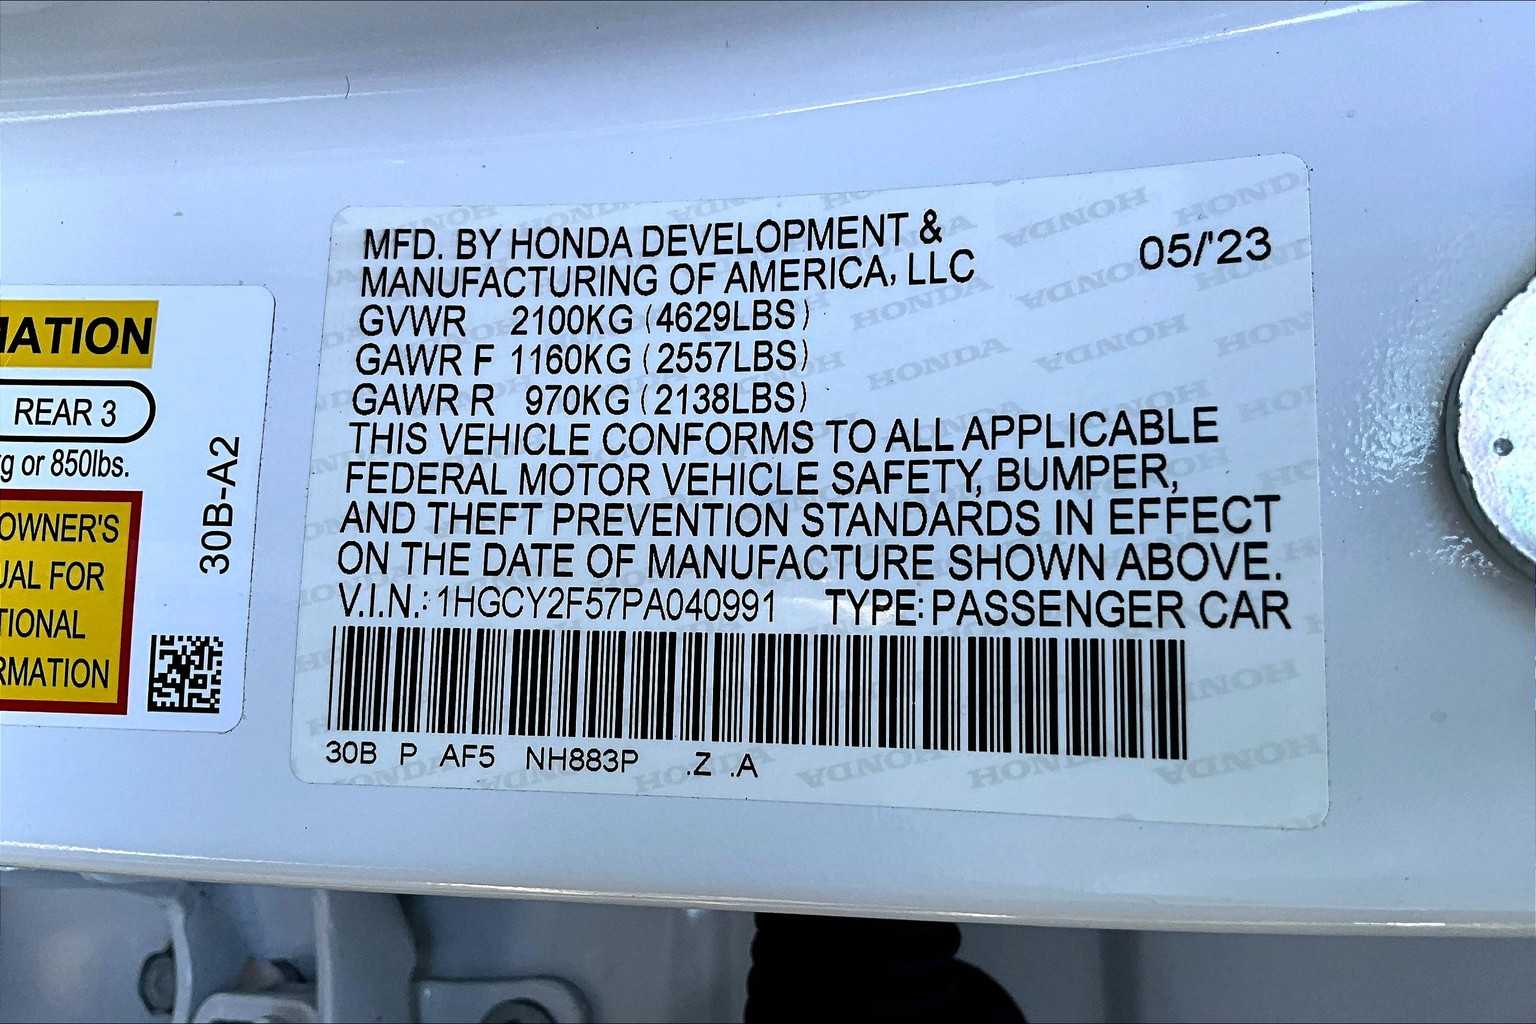 MATION
REAR 3
g or 850lbs.
OWNER'S
UAL FOR
TIONAL
RMATION
30B-A2
MFD. BY HONDA DEVELOPMENT &
MANUFACTURING OF AMERICA, LLC
05/'23
GVWR 2100KG (4629LBS)
GAWR F 1160KG (2557LBS)
GAWR R 970KG (2138LBS)
THIS VEHICLE CONFORMS TO ALL APPLICABLE
FEDERAL MOTOR VEHICLE SAFETY, BUMPER,
AND THEFT PREVENTION STANDARDS IN EFFECT
ON THE DATE OF MANUFACTURE SHOWN ABOVE.
V.I.N.: 1HGCY2F57PA040991 TYPE: PASSENGER CAR
30B P AF5 NH883P .Z .A